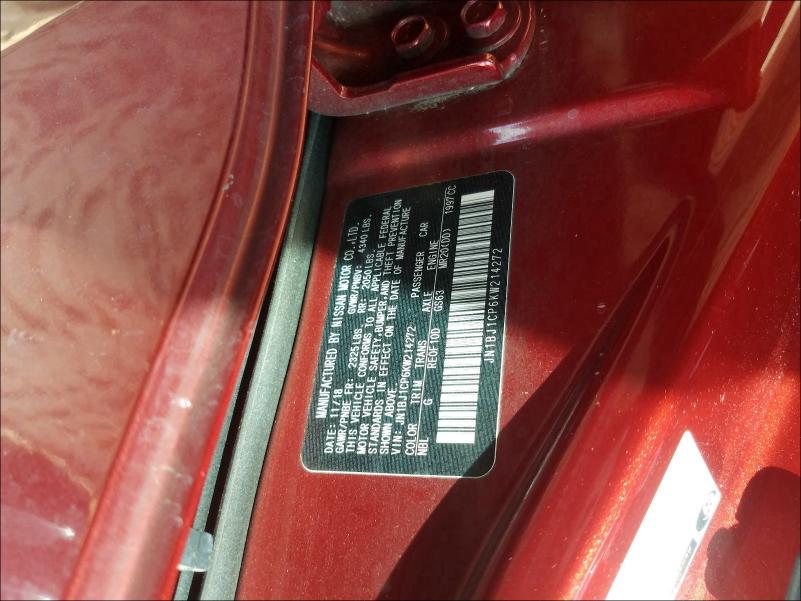 MANUFACTURED BY NISSAN MOTOR CO.,LTD.
DATE: 11/18 GVWR/PNBV: 4340 LBS.
GAWR/PNBE FR: 2325 LBS. RR: 2050 LBS.
THIS VEHICLE CONFORMS TO ALL APPLICABLE FEDERAL
MOTOR VEHICLE SAFETY, BUMPER, AND THEFT PREVENTION
STANDARDS IN EFFECT ON THE DATE OF MANUFACTURE
SHOWN ABOVE.
VIN: JN1BJ1CP6KW214272 PASSENGER CAR
COLOR TRIM TRANS AXLE ENGINE
NBL G RE0F10D GS63 MR20(DD) 1997CC
JN1BJ1CP6KW214272